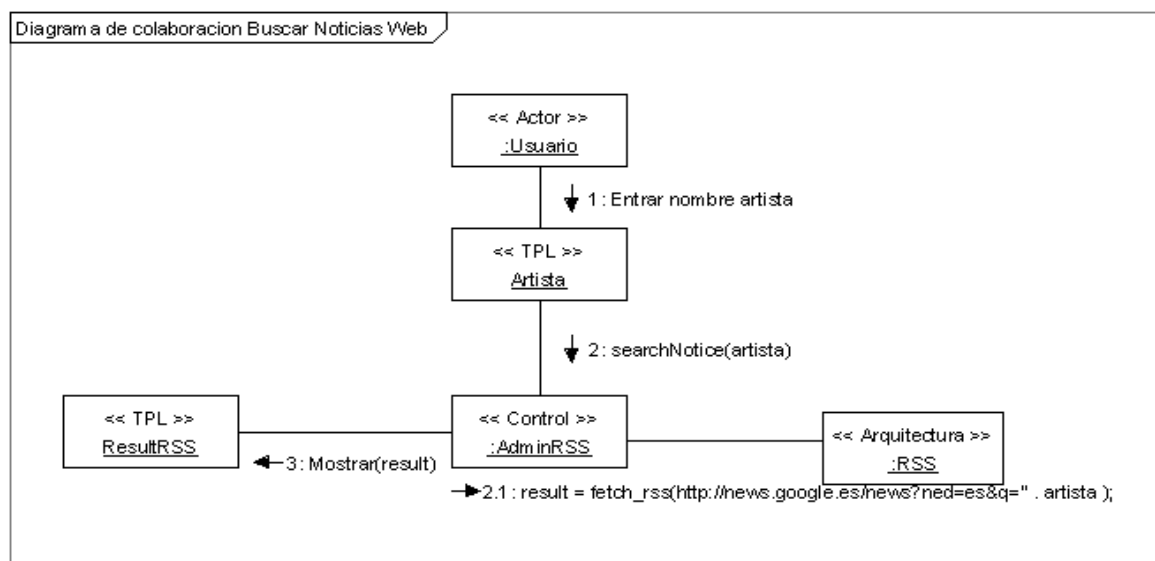 Diagrama de colaboracion Buscar Noticias Web
<< Actor >>
:Usuario
1 : Entrar nombre artista
<< TPL >>
Artista
2 : searchNotice(artista)
<< TPL >>
ResultRSS
<< Control >>
:AdminRSS
<< Arquitectura >>
:RSS
3 : Mostrar(result)
2.1 : result = fetch_rss(http://news.google.es/news?ned=es&q=" . artista );